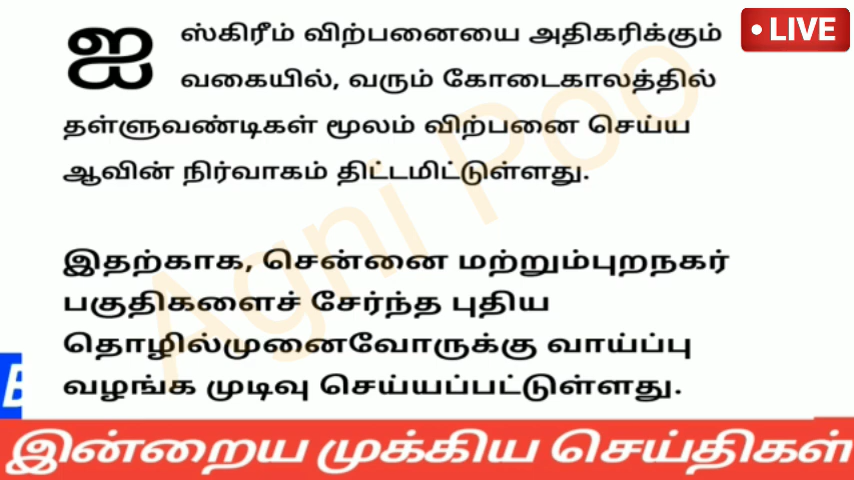 LIVE
ஐஸ்கிரீம் விற்பனையை அதிகரிக்கும்
வகையில், வரும் கோடைகாலத்தில்
தள்ளுவண்டிகள் மூலம் விற்பனை செய்ய
ஆவின் நிர்வாகம் திட்டமிட்டுள்ளது.
இதற்காக, சென்னை மற்றும்புறநகர்
பகுதிகளைச் சேர்ந்த புதிய
தொழில்முனைவோருக்கு வாய்ப்பு
வழங்க முடிவு செய்யப்பட்டுள்ளது.
Agni Poo
இன்றைய முக்கிய செய்திகள்